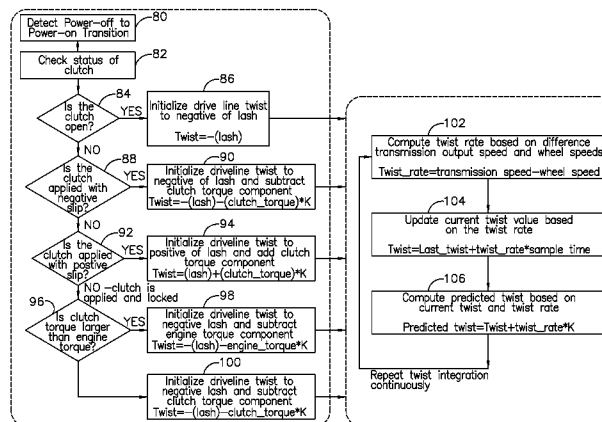 80
Detect Power-off to
Power-on Transition
82
Check status of
clutch
84
Is the
clutch
open?
YES
NO
86
Initialize drive line twist
to negative of lash
Twist=-(lash)
88
Is the
clutch
applied with
negative
slip?
YES
NO
90
Initialize driveline twist to
negative of lash and subtract
clutch torque component
Twist=-(lash)-(clutch_torque)*K
92
Is the
clutch applied
with postive
slip?
YES
NO -clutch is
applied and locked
94
Initialize driveline twist to
positive of lash and add clutch
torque component
Twist=(lash)+(clutch_torque)*K
96
Is clutch
torque larger
than engine
torque?
YES
98
Initialize driveline twist to
negative lash and subtract
engine torque component
Twist=-(lash)-engine_torque*K
100
Initialize driveline twist to
negative lash and subtract
clutch torque component
Twist=-(lash)-clutch_torque*K
102
Compute twist rate based on difference
transmission output speed and wheel speeds
Twist_rate=transmission speed-wheel speed
104
Update current twist value based
on the twist rate
Twist=Last_twist+twist_rate*sample time
106
Compute predicted twist based on
current twist and twist rate
Predicted twist=Twist+twist_rate*K
Repeat twist integration
continuously